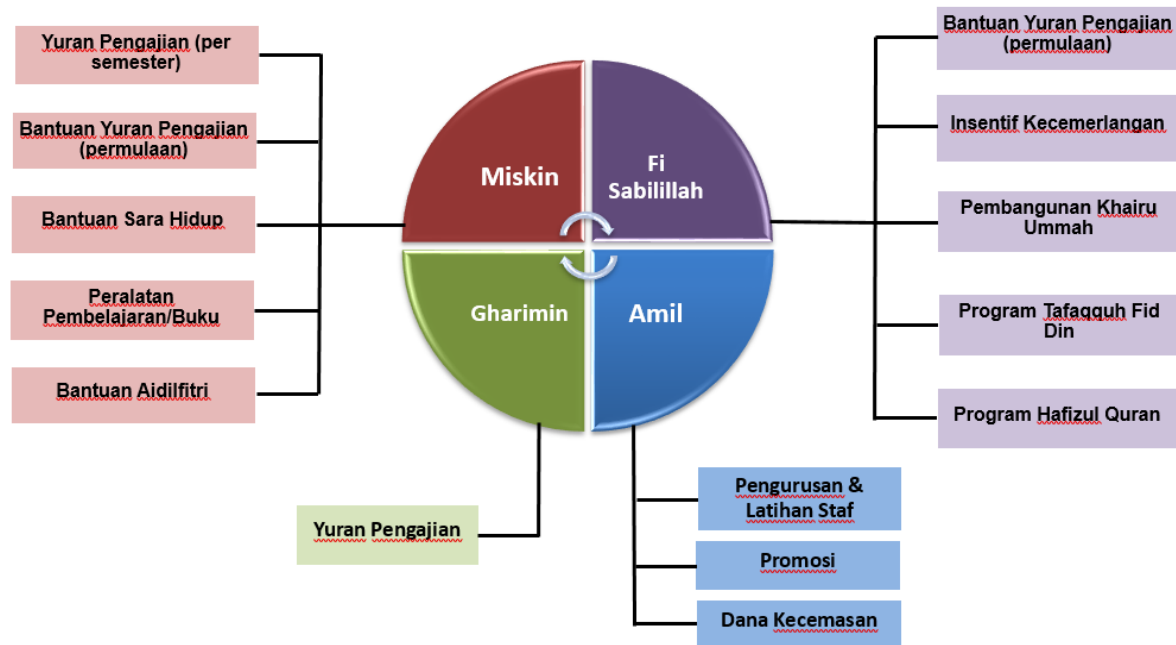 Yuran Pengajian (per
semester)
Bantuan Yuran Pengajian
(permulaan)
Bantuan Sara Hidup
Peralatan
Pembelajaran/Buku
Bantuan Aidilfitri
Miskin
Fi
Sabilillah
Gharimin
Amil
Bantuan Yuran Pengajian
(permulaan)
Insentif Kecemerlangan
Pembangunan Khairu
Ummah
Program Tafaqquh Fid
Din
Program Hafizul Quran
Yuran Pengajian
Pengurusan &
Latihan Staf
Promosi
Dana Kecemasan